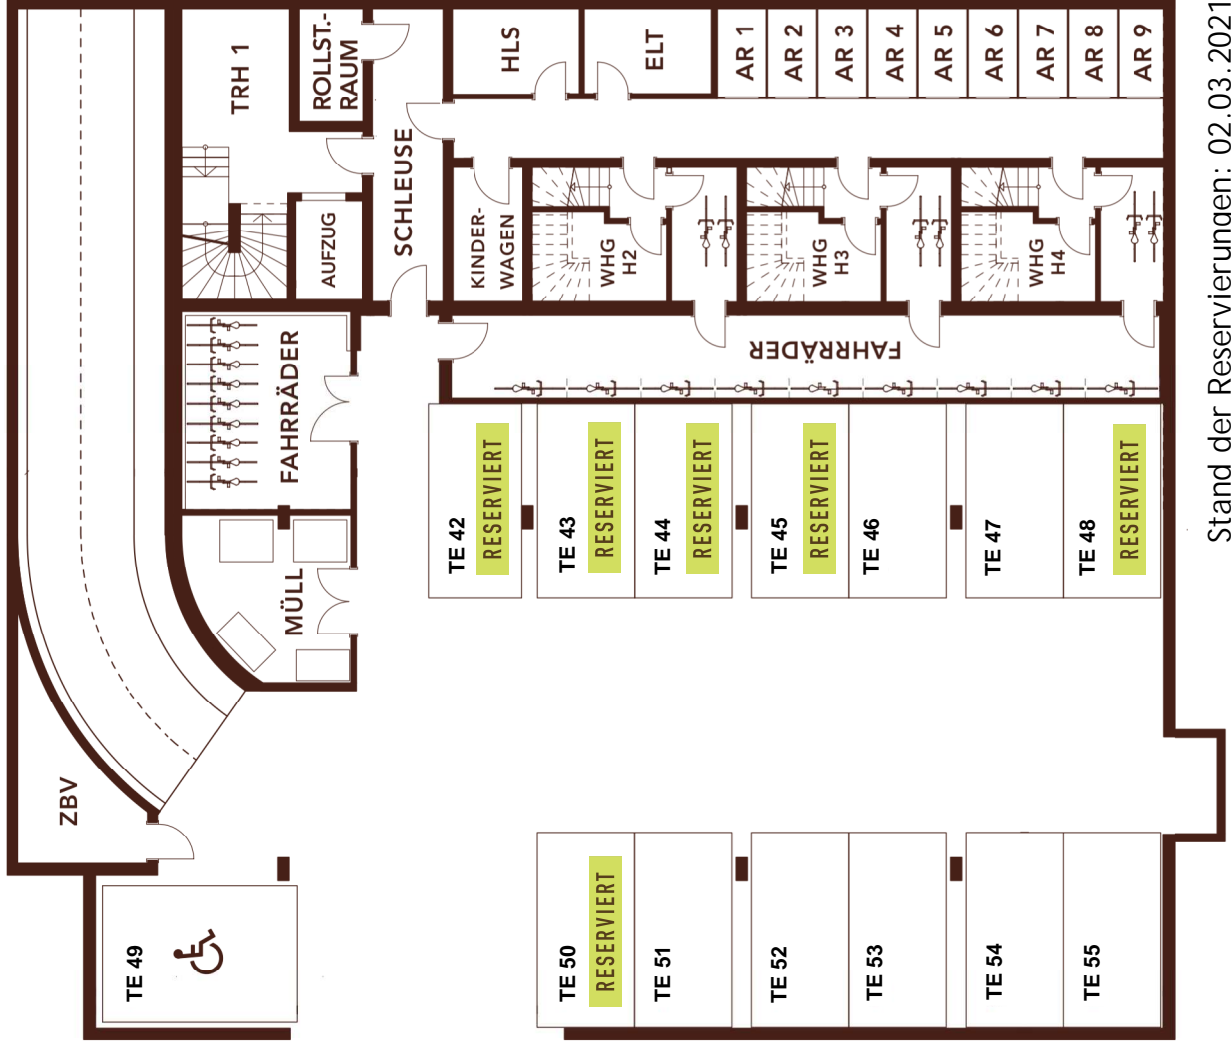 TRH 1
ROLLST.-
RAUM
HLS
ELT
AR 1
AR 2
AR 3
AR 4
AR 5
AR 6
AR 7
AR 8
AR 9
SCHLEUSE
AUFZUG
KINDER-
WAGEN
WHG
H2
WHG
H3
WHG
H4
FAHRRÄDER
FAHRRÄDER
MÜLL
ZBV
TE 42
RESERVIERT
TE 43
RESERVIERT
TE 44
RESERVIERT
TE 45
RESERVIERT
TE 46
TE 47
TE 48
RESERVIERT
TE 49
TE 50
RESERVIERT
TE 51
TE 52
TE 53
TE 54
TE 55
Stand der Reservierungen: 02.03.2021